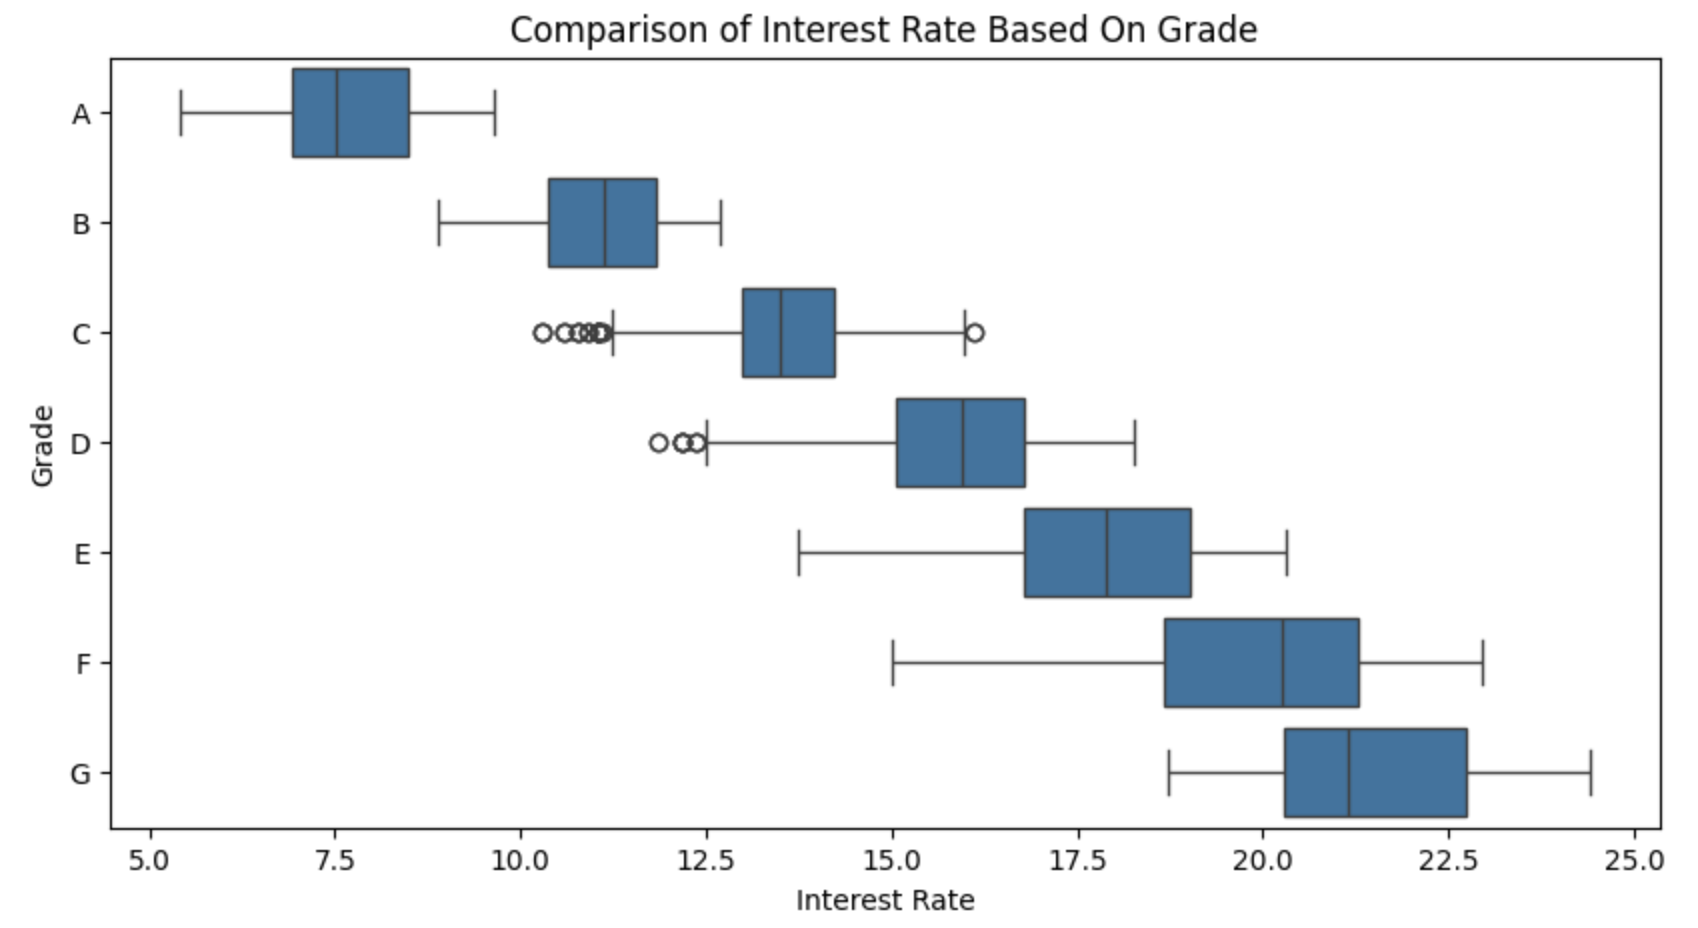 Comparison of Interest Rate Based On Grade
A
B
C
D
E
F
G
Grade
5.0 7.5 10.0 12.5 15.0 17.5 20.0 22.5 25.0
Interest Rate